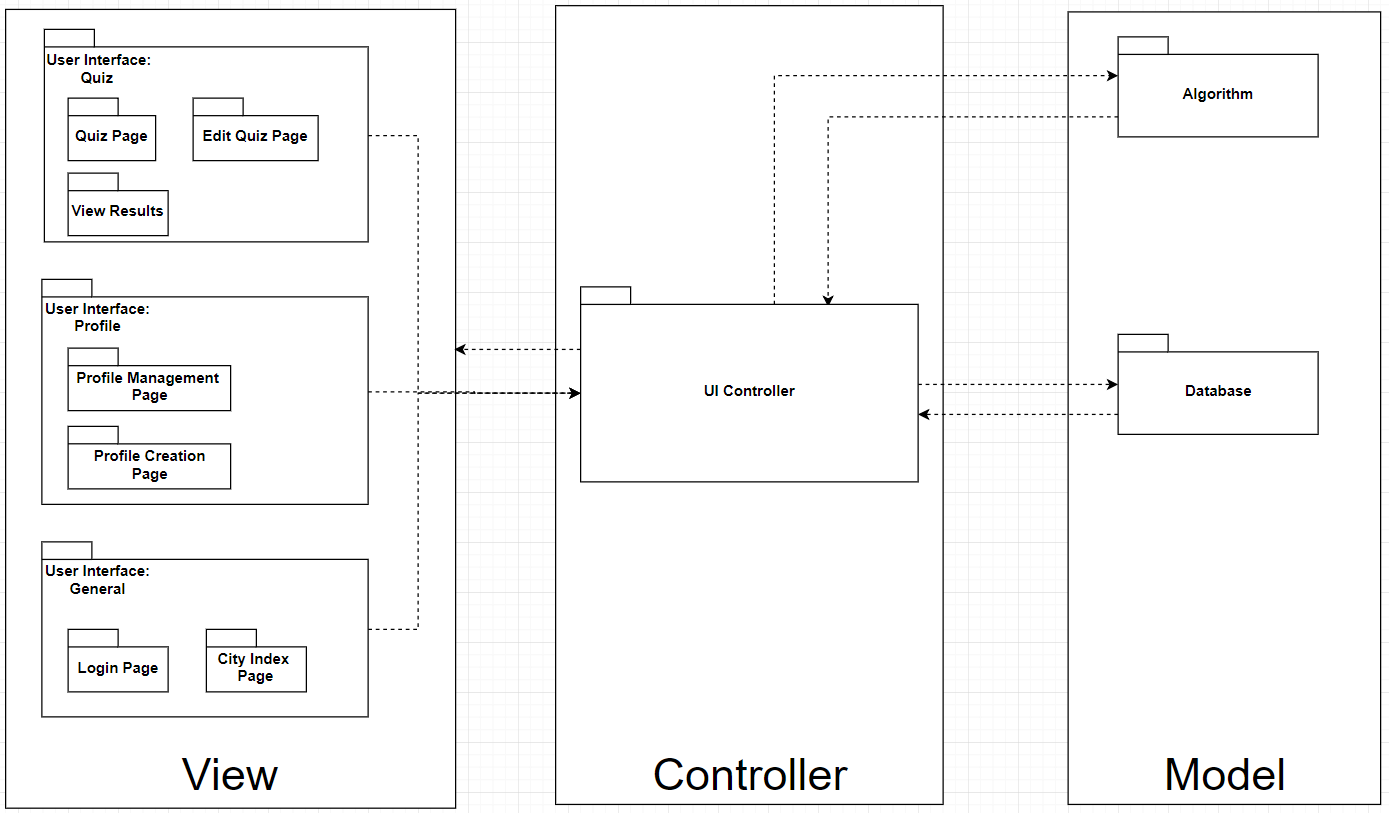 User Interface:
Quiz
Quiz Page
Edit Quiz Page
View Results
User Interface:
Profile
Profile Management
Page
Profile Creation
Page
User Interface:
General
Login Page
City Index
Page
View
UI Controller
Controller
Algorithm
Database
Model